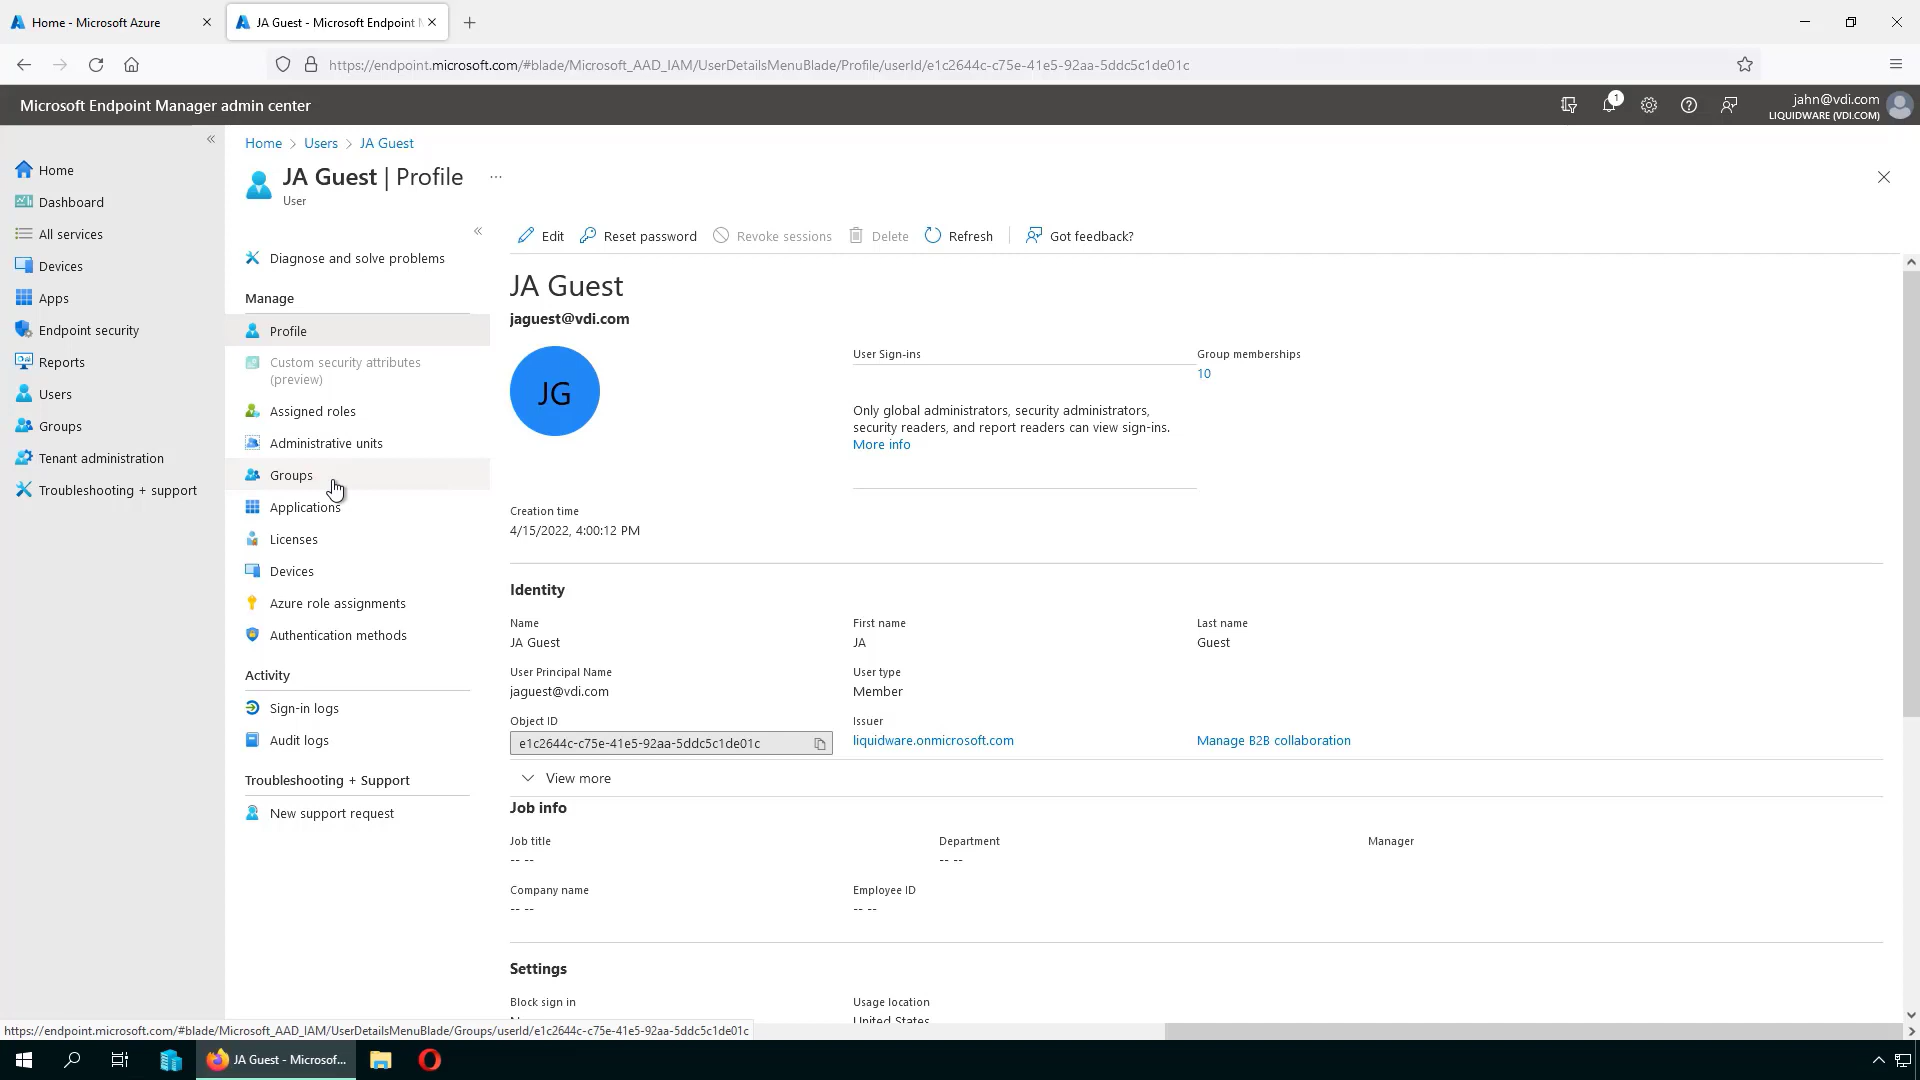 Home - Microsoft Azure
JA Guest - Microsoft Endpoint
https://endpoint.microsoft.com/#blade/Microsoft_AAD_IAM/UserDetailsMenuBlade/Profile/userId/e1c2644c-c75e-41e5-92aa-5ddc5c1de01c
Microsoft Endpoint Manager admin center
1
jahn@vdi.com
LIQUIDWARE (VDI.COM)
Home
Dashboard
All services
Devices
Apps
Endpoint security
Reports
Users
Groups
Tenant administration
Troubleshooting + support
Home > Users > JA Guest
JA Guest | Profile
User
Diagnose and solve problems
Manage
Profile
Custom security attributes
(preview)
Assigned roles
Administrative units
Groups
Applications
Licenses
Devices
Azure role assignments
Authentication methods
Activity
Sign-in logs
Audit logs
Troubleshooting + Support
New support request
Edit
Reset password
Revoke sessions
Delete
Refresh
Got feedback?
JA Guest
jaguest@vdi.com
JG
User Sign-ins
Group memberships
10
Only global administrators, security administrators,
security readers, and report readers can view sign-ins.
More info
Creation time
4/15/2022, 4:00:12 PM
Identity
Name
JA Guest
First name
JA
Last name
Guest
User Principal Name
jaguest@vdi.com
User type
Member
Object ID
e1c2644c-c75e-41e5-92aa-5ddc5c1de01c
Issuer
liquidware.onmicrosoft.com
Manage B2B collaboration
View more
Job info
Job title
-- --
Department
-- --
Manager
Company name
-- --
Employee ID
-- --
Settings
Block sign in
Usage location
United States
https://endpoint.microsoft.com/#blade/Microsoft_AAD_IAM/UserDetailsMenuBlade/Groups/userId/e1c2644c-c75e-41e5-92aa-5ddc5c1de01c
JA Guest - Microsof...